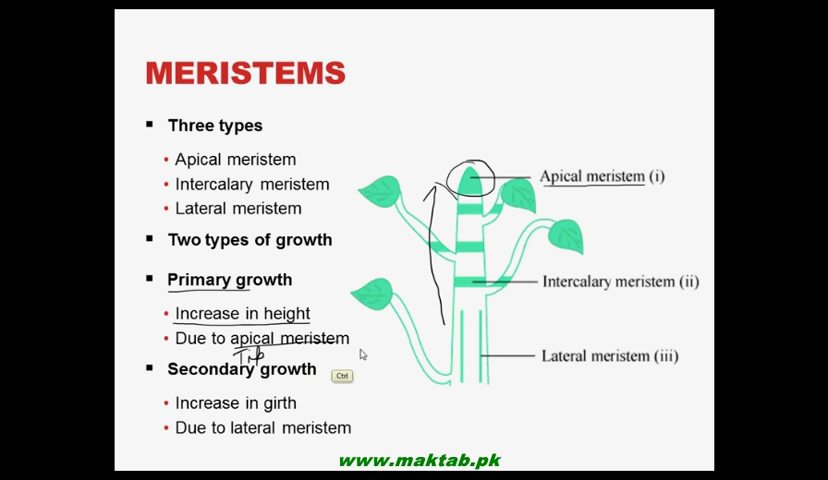 MERISTEMS
▪ Three types
• Apical meristem
• Intercalary meristem
• Lateral meristem
▪ Two types of growth
▪ Primary growth
• Increase in height
• Due to apical meristem
Tip
▪ Secondary growth
Ctrl
• Increase in girth
• Due to lateral meristem
Apical meristem (i)
Intercalary meristem (ii)
Lateral meristem (iii)
www.maktab.pk